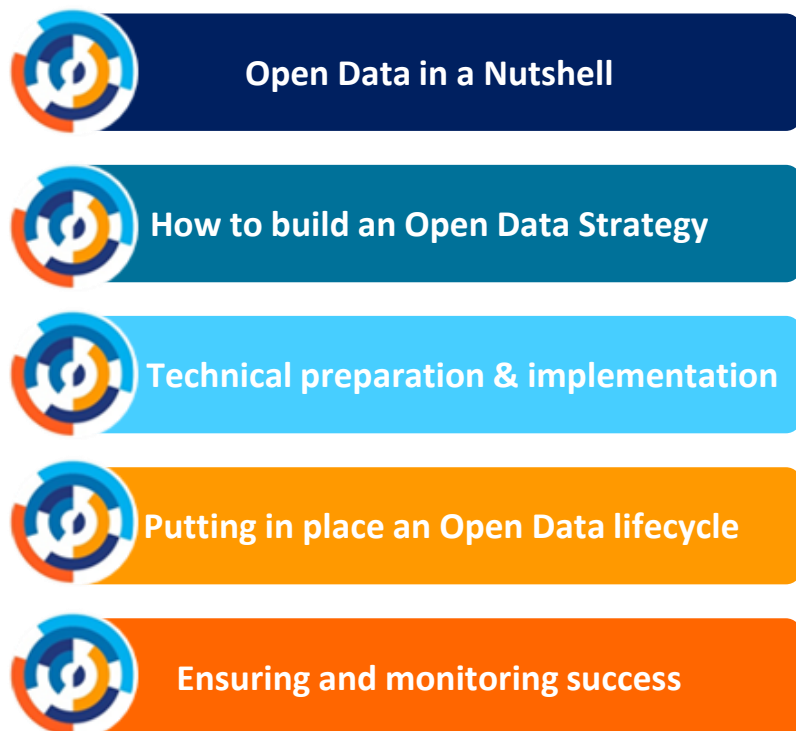 Open Data in a Nutshell
How to build an Open Data Strategy
Technical preparation & implementation
Putting in place an Open Data lifecycle
Ensuring and monitoring success